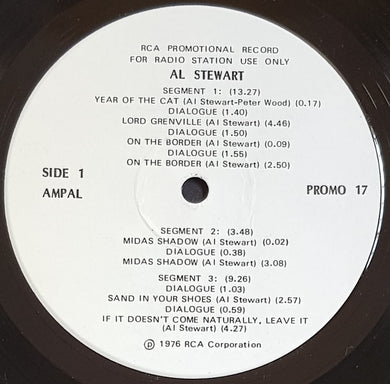 RCA PROMOTIONAL RECORD
FOR RADIO STATION USE ONLY
AL STEWART
SEGMENT 1: (13.27)
YEAR OF THE CAT (Al Stewart-Peter Wood) (0.17)
DIALOGUE (1.40)
LORD GRENVILLE (Al Stewart) (4.46)
DIALOGUE (1.50)
ON THE BORDER (Al Stewart) (0.09)
DIALOGUE (1.55)
ON THE BORDER (Al Stewart) (2.50)
SIDE 1
AMPAL
PROMO 17
SEGMENT 2: (3.48)
MIDAS SHADOW (Al Stewart) (0.02)
DIALOGUE (0.38)
MIDAS SHADOW (Al Stewart) (3.08)
SEGMENT 3: (9.26)
DIALOGUE (1.03)
SAND IN YOUR SHOES (Al Stewart) (2.57)
DIALOGUE (0.59)
IF IT DOESN'T COME NATURALLY, LEAVE IT
(Al Stewart) (4.27)
℗ 1976 RCA Corporation